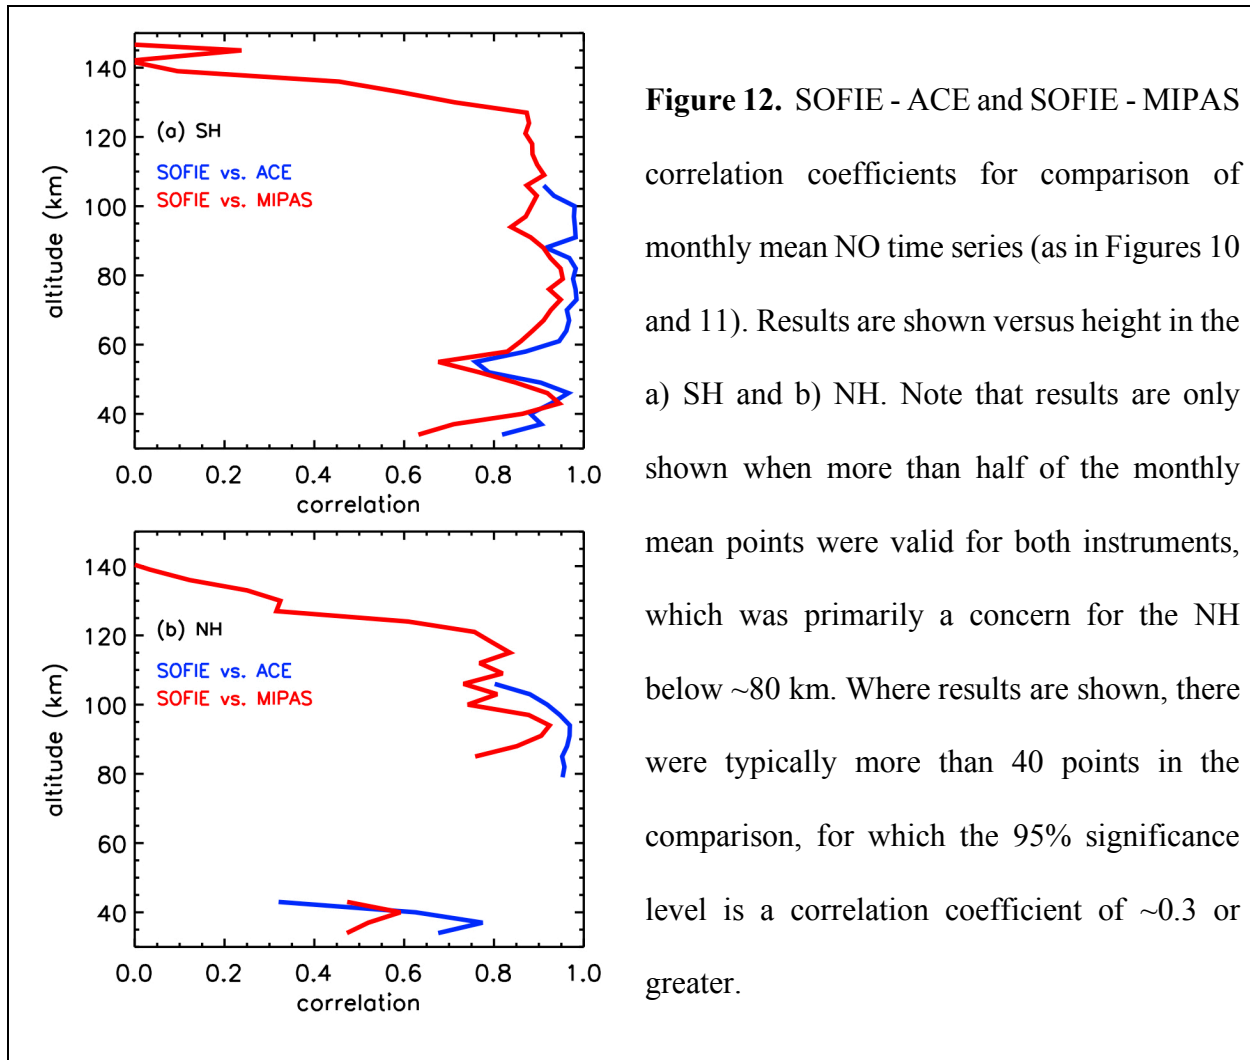 140
120
100
80
60
40
altitude (km)
(a) SH
SOFIE vs. ACE
SOFIE vs. MIPAS
0.0 0.2 0.4 0.6 0.8 1.0
correlation
140
120
100
80
60
40
altitude (km)
(b) NH
SOFIE vs. ACE
SOFIE vs. MIPAS
0.0 0.2 0.4 0.6 0.8 1.0
correlation
Figure 12. SOFIE - ACE and SOFIE - MIPAS
correlation coefficients for comparison of
monthly mean NO time series (as in Figures 10
and 11). Results are shown versus height in the
a) SH and b) NH. Note that results are only
shown when more than half of the monthly
mean points were valid for both instruments,
which was primarily a concern for the NH
below ~80 km. Where results are shown, there
were typically more than 40 points in the
comparison, for which the 95% significance
level is a correlation coefficient of ~0.3 or
greater.